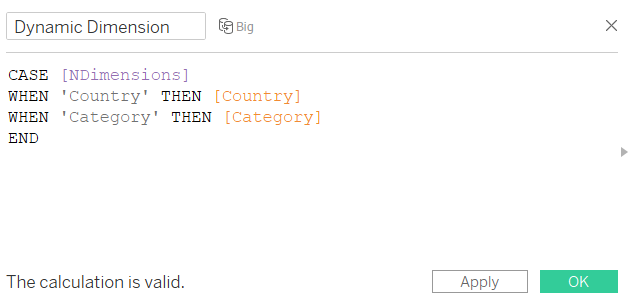 Dynamic Dimension Big
CASE [NDimensions]
WHEN 'Country' THEN [Country]
WHEN 'Category' THEN [Category]
END
The calculation is valid. Apply OK